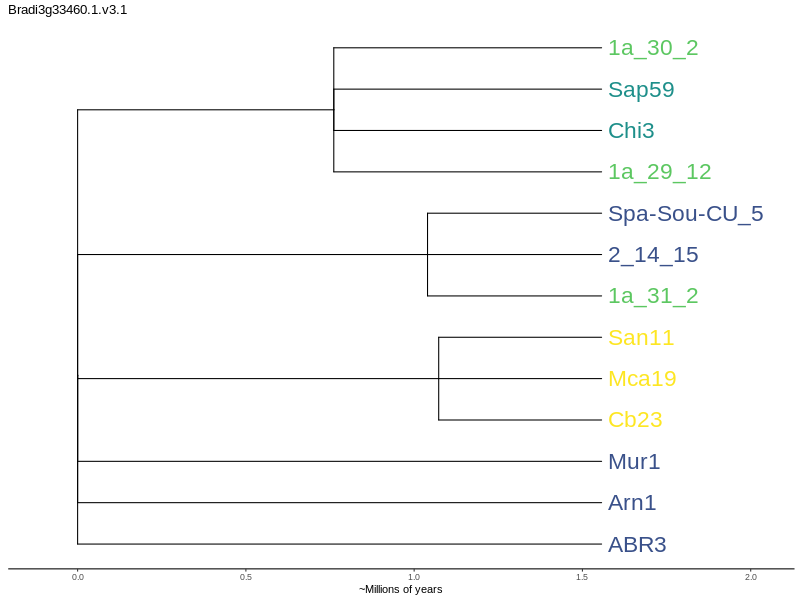 Bradi3g33460.1.v3.1
1a_30_2
Sap59
Chi3
1a_29_12
Spa-Sou-CU_5
2_14_15
1a_31_2
San11
Mca19
Cb23
Mur1
Arn1
ABR3
0.0 0.5 1.0 1.5 2.0
~Millions of years